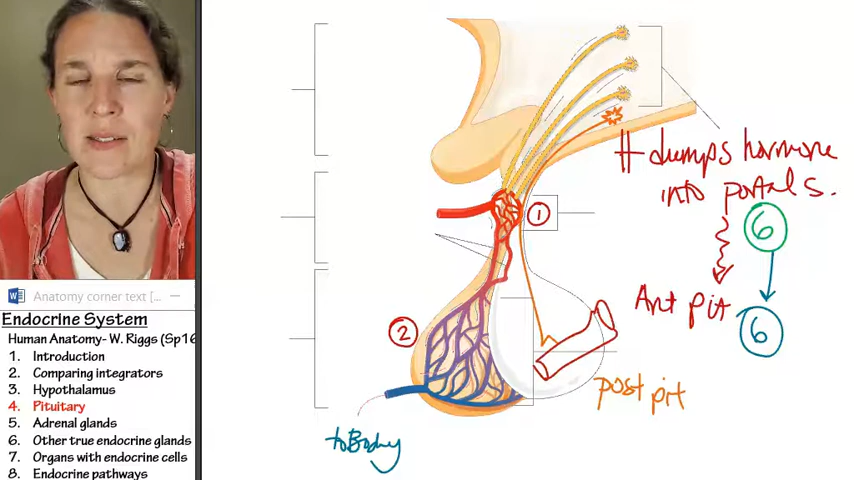 H dumps hormone
into portal s.
6
1
Ant pit
6
2
post pit
to Body
Anatomy corner text [...
Endocrine System
Human Anatomy- W. Riggs (Sp16
1. Introduction
2. Comparing integrators
3. Hypothalamus
4. Pituitary
5. Adrenal glands
6. Other true endocrine glands
7. Organs with endocrine cells
8. Endocrine pathways